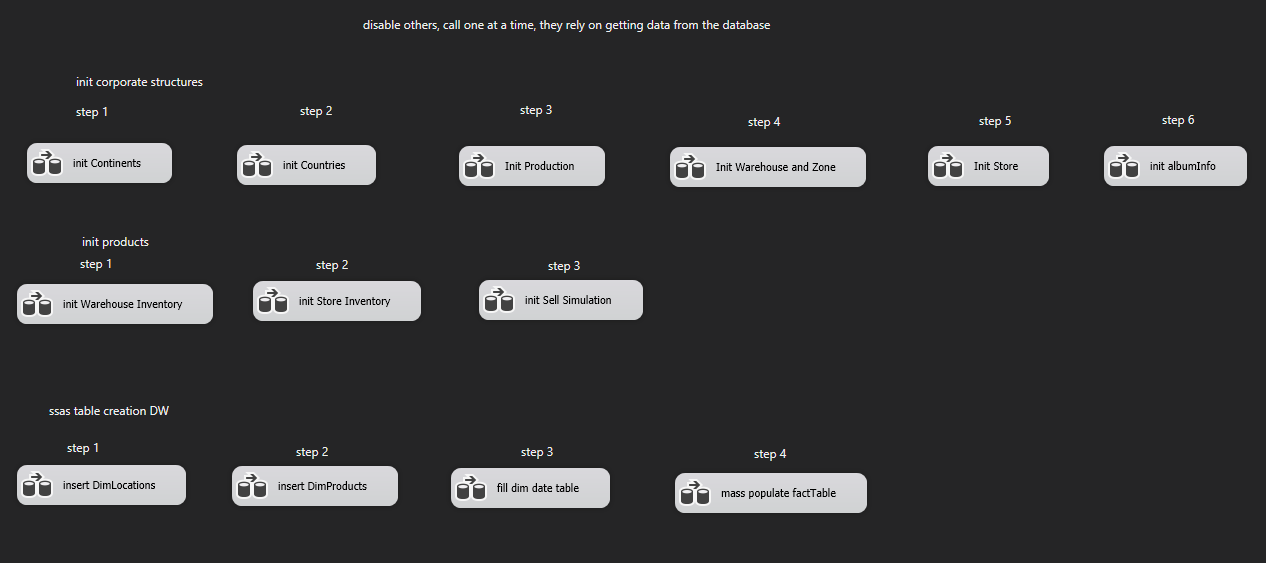 disable others, call one at a time, they rely on getting data from the database
init corporate structures
step 1
step 2
step 3
step 4
step 5
step 6
init Continents
init Countries
Init Production
Init Warehouse and Zone
Init Store
init albumInfo
init products
step 1
step 2
step 3
init Warehouse Inventory
init Store Inventory
init Sell Simulation
ssas table creation DW
step 1
step 2
step 3
step 4
insert DimLocations
insert DimProducts
fill dim date table
mass populate factTable